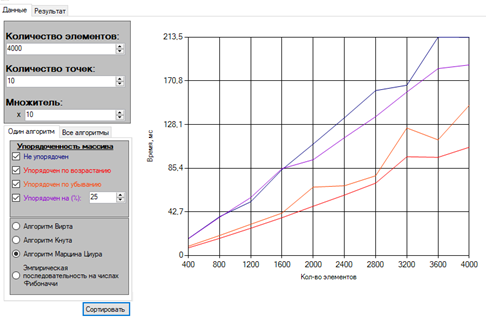 Данные Результат
Количество элементов:
4000
Количество точек:
10
Множитель:
x 10
Один алгоритм Все алгоритмы
Упорядоченность массива
Не упорядочен
Упорядочен по возрастанию
Упорядочен по убыванию
Упорядочен на (%): 25
Алгоритм Вирта
Алгоритм Кнута
Алгоритм Марцина Циура
Эмпирическая
последовательность на числах
Фибоначчи
Сортировать
Время, мс
213,5
170,8
128,1
85,4
42,7
0
400 800 1200 1600 2000 2400 2800 3200 3600 4000
Кол-во элементов